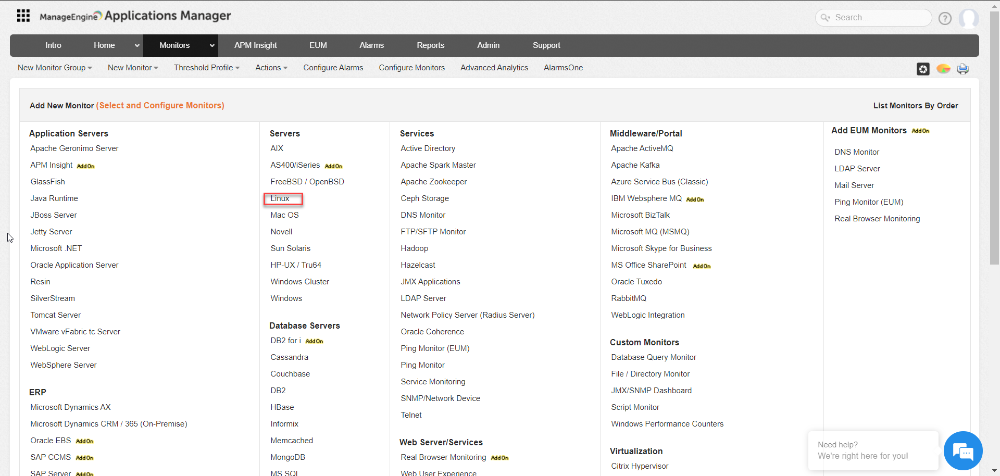 ManageEngine Applications Manager
Search...
?
Intro Home Monitors APM Insight EUM Alarms Reports Admin Support
New Monitor Group New Monitor Threshold Profile Actions Configure Alarms Configure Monitors Advanced Analytics AlarmsOne
Add New Monitor (Select and Configure Monitors)
List Monitors By Order
Application Servers
Apache Geronimo Server
APM Insight Add On
GlassFish
Java Runtime
JBoss Server
Jetty Server
Microsoft .NET
Oracle Application Server
Resin
SilverStream
Tomcat Server
VMware vFabric tc Server
WebLogic Server
WebSphere Server
ERP
Microsoft Dynamics AX
Microsoft Dynamics CRM / 365 (On-Premise)
Oracle EBS Add On
SAP CCMS Add On
SAP Server Add On
Servers
AIX
AS400/iSeries Add On
FreeBSD / OpenBSD
Linux
Mac OS
Novell
Sun Solaris
HP-UX / Tru64
Windows Cluster
Windows
Database Servers
DB2 for i Add On
Cassandra
Couchbase
DB2
HBase
Informix
Memcached
MongoDB
MS SQL
Services
Active Directory
Apache Spark Master
Apache Zookeeper
Ceph Storage
DNS Monitor
FTP/SFTP Monitor
Hadoop
Hazelcast
JMX Applications
LDAP Server
Network Policy Server (Radius Server)
Oracle Coherence
Ping Monitor (EUM)
Ping Monitor
Service Monitoring
SNMP/Network Device
Telnet
Web Server/Services
Real Browser Monitoring Add On
Web User Experience
Middleware/Portal
Apache ActiveMQ
Apache Kafka
Azure Service Bus (Classic)
IBM Websphere MQ Add On
Microsoft BizTalk
Microsoft MQ (MSMQ)
Microsoft Skype for Business
MS Office SharePoint Add On
Oracle Tuxedo
RabbitMQ
WebLogic Integration
Custom Monitors
Database Query Monitor
File / Directory Monitor
JMX/SNMP Dashboard
Script Monitor
Windows Performance Counters
Virtualization
Citrix Hypervisor
Add EUM Monitors Add On
DNS Monitor
LDAP Server
Mail Server
Ping Monitor (EUM)
Real Browser Monitoring
Need help?
We're right here for you!